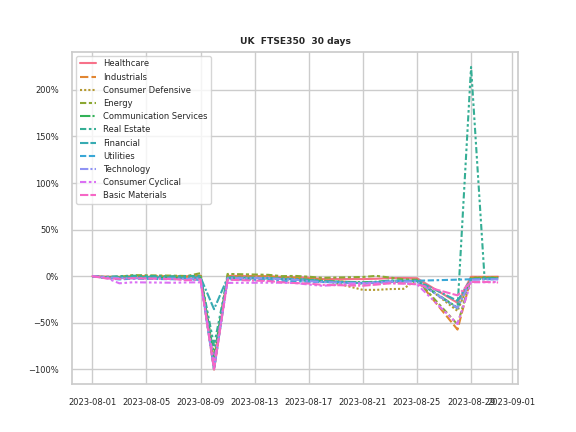 UK FTSE350 30 days
Healthcare
Industrials
Consumer Defensive
Energy
Communication Services
Real Estate
Financial
Utilities
Technology
Consumer Cyclical
Basic Materials
200%
150%
100%
50%
0%
−50%
−100%
2023-08-01 2023-08-05 2023-08-09 2023-08-13 2023-08-17 2023-08-21 2023-08-25 2023-08-29 2023-09-01